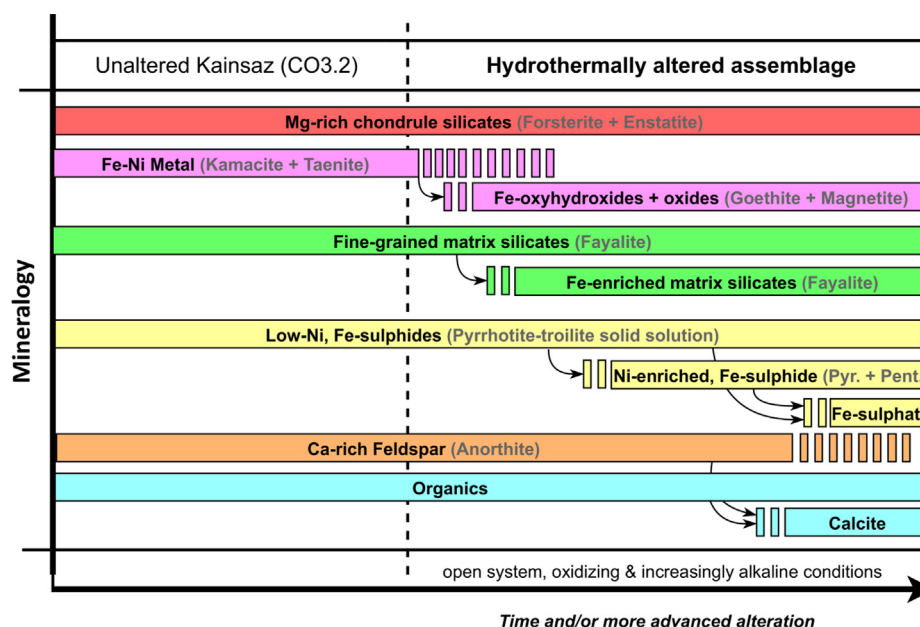 Unaltered Kainsaz (CO3.2)
Hydrothermally altered assemblage
Mineralogy
Mg-rich chondrule silicates (Forsterite + Enstatite)
Fe-Ni Metal (Kamacite + Taenite)
Fe-oxyhydroxides + oxides (Goethite + Magnetite)
Fine-grained matrix silicates (Fayalite)
Fe-enriched matrix silicates (Fayalite)
Low-Ni, Fe-sulphides (Pyrrhotite-troilite solid solution)
Ni-enriched, Fe-sulphide (Pyr. + Pent.
Fe-sulphat
Ca-rich Feldspar (Anorthite)
Organics
Calcite
open system, oxidizing & increasingly alkaline conditions
Time and/or more advanced alteration